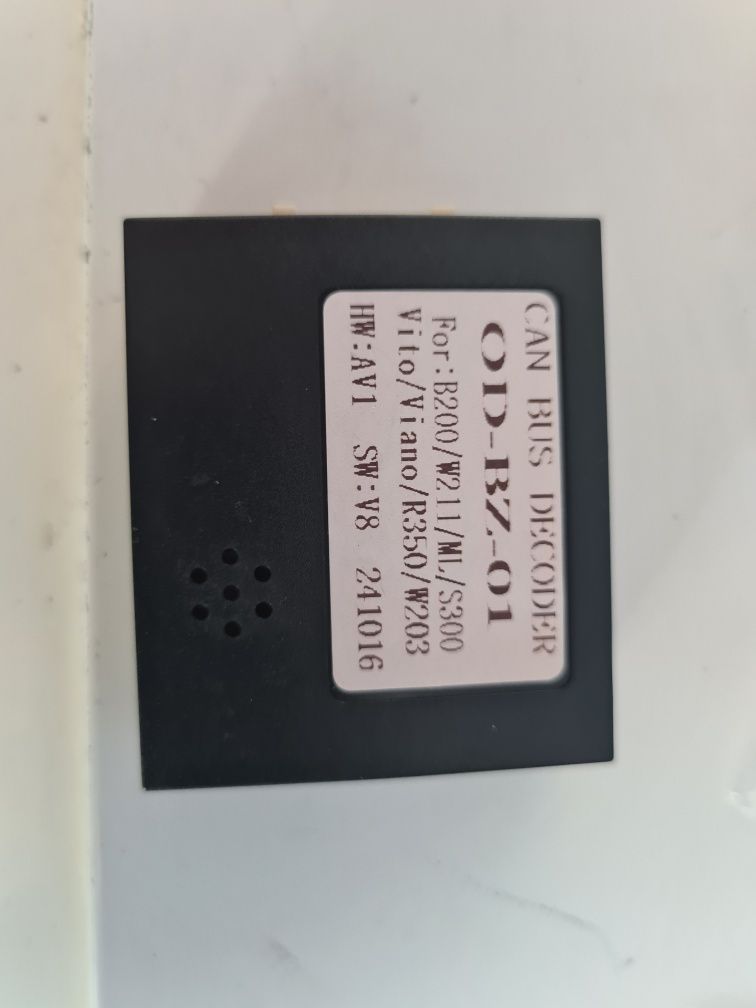 CAN BUS DECODER
OD-BZ-01
For:B200/W211/ML/S300
Vito/Viano/R350/W203
HW:AV1 SW:V8 241016